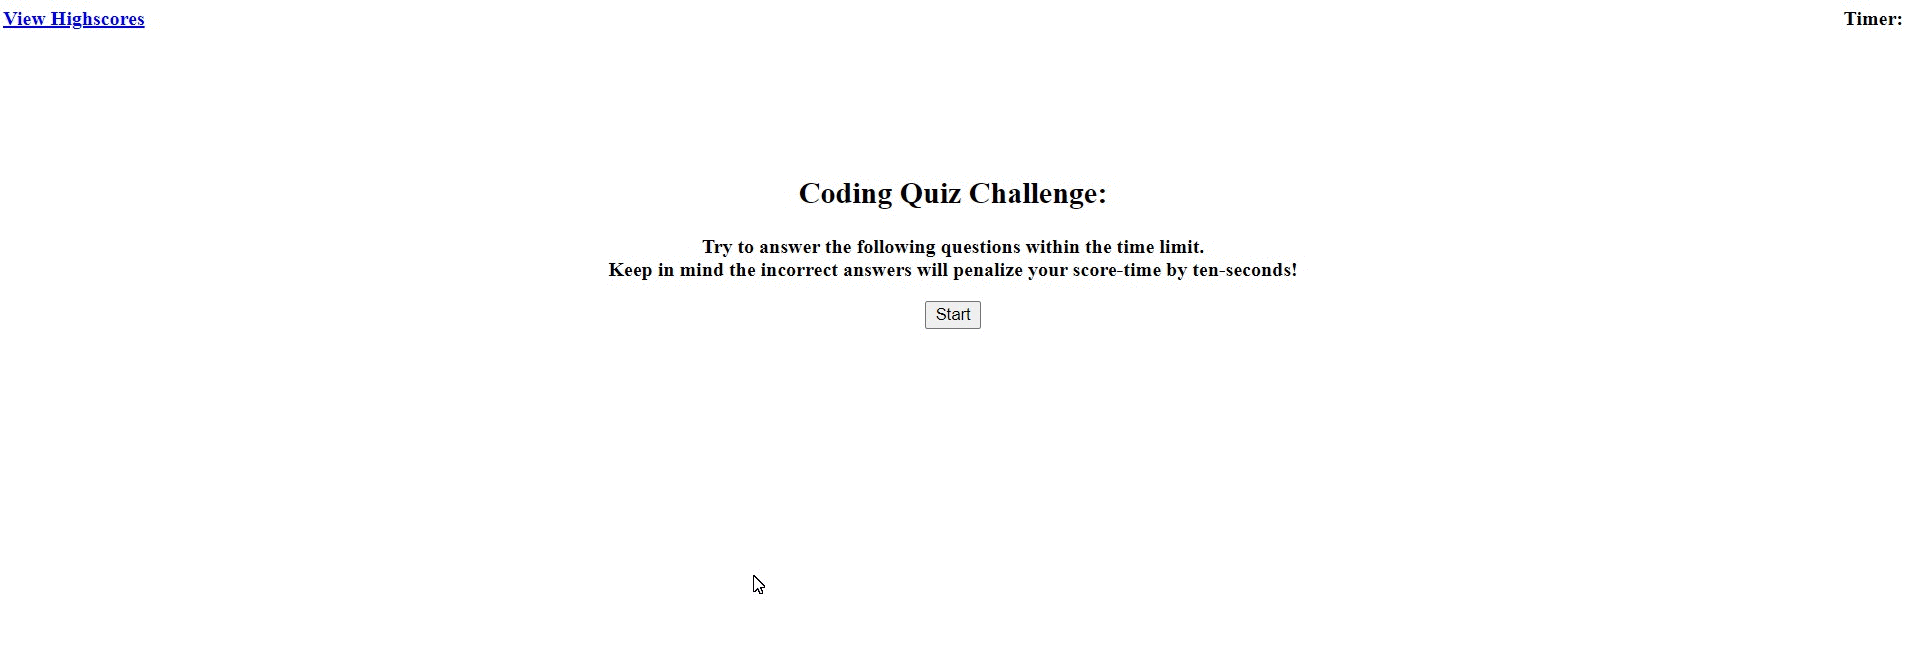 View Highscores
Timer:
Coding Quiz Challenge:
Try to answer the following questions within the time limit.
Keep in mind the incorrect answers will penalize your score-time by ten-seconds!
Start